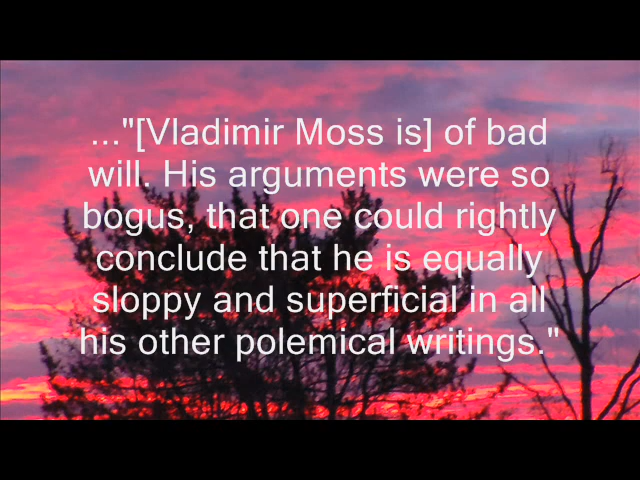 ..."[Vladimir Moss is] of bad
will. His arguments were so
bogus, that one could rightly
conclude that he is equally
sloppy and superficial in all
his other polemical writings."